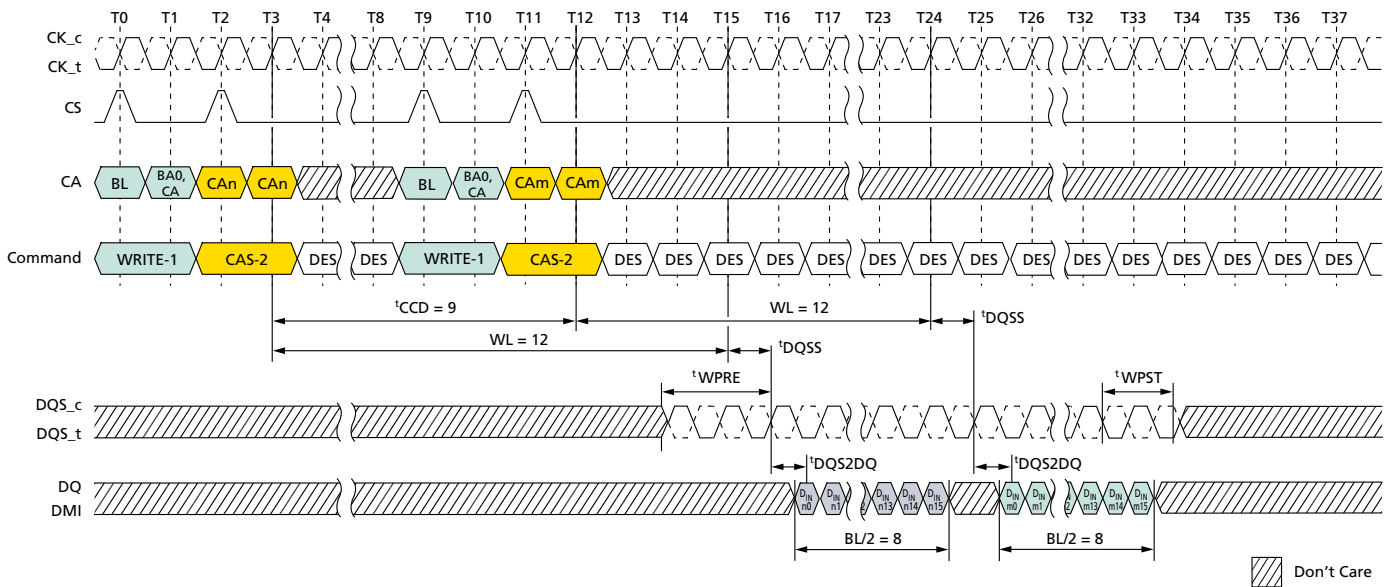 T0 T1 T2 T3 T4 T8 T9 T10 T11 T12 T13 T14 T15 T16 T17 T23 T24 T25 T26 T32 T33 T34 T35 T36 T37
CK_c
CK_t
CS
CA BL BA0, CA CAn CAn BL BA0, CA CAm CAm
Command WRITE-1 CAS-2 DES DES WRITE-1 CAS-2 DES DES DES DES DES DES DES DES DES DES DES DES DES DES DES
tCCD = 9 WL = 12 tDQSS
WL = 12 tDQSS
tWPRE tWPST
DQS_c
DQS_t
tDQS2DQ tDQS2DQ
DQ
DMI
DIN n0 DIN n1 DIN n13 DIN n14 DIN n15 DIN m0 DIN m1 DIN m13 DIN m14 DIN m15
BL/2 = 8 BL/2 = 8
Don't Care